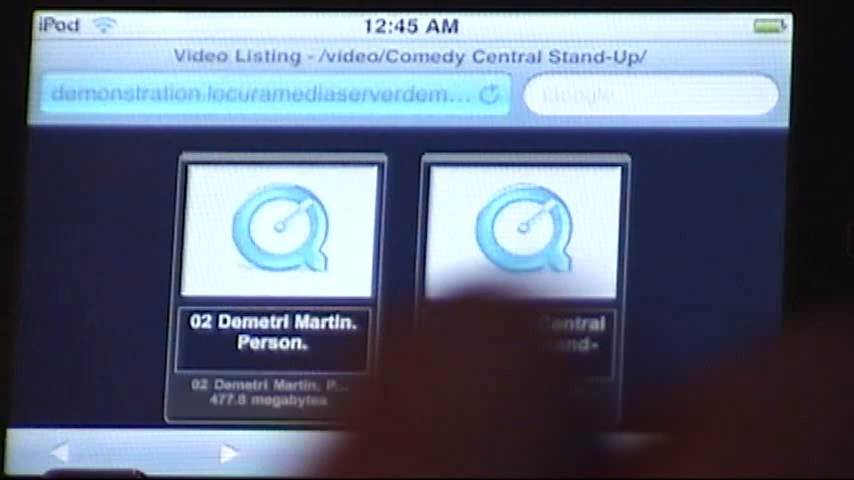 iPod 12:45 AM
Video Listing - /video/Comedy Central Stand-Up/
demonstration.locuramediaserverdem...
Google
02 Demetri Martin.
Person.
02 Demetri Martin. P...
477.8 megabytes
Central